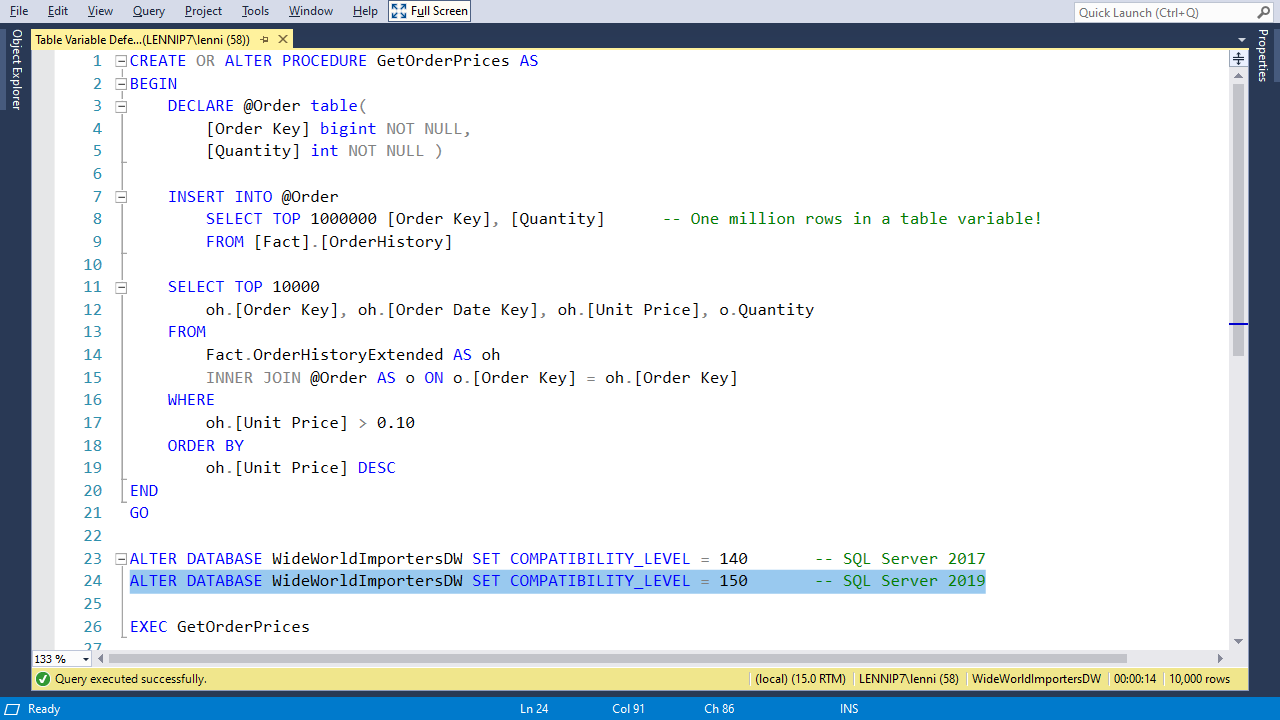 File Edit View Query Project Tools Window Help Full Screen Quick Launch (Ctrl+Q)
Object Explorer
Table Variable Defe...(LENNIP7\lenni (58))
Properties
1 CREATE OR ALTER PROCEDURE GetOrderPrices AS
2 BEGIN
3 DECLARE @Order table(
4 [Order Key] bigint NOT NULL,
5 [Quantity] int NOT NULL )
6
7 INSERT INTO @Order
8 SELECT TOP 1000000 [Order Key], [Quantity] -- One million rows in a table variable!
9 FROM [Fact].[OrderHistory]
10
11 SELECT TOP 10000
12 oh.[Order Key], oh.[Order Date Key], oh.[Unit Price], o.Quantity
13 FROM
14 Fact.OrderHistoryExtended AS oh
15 INNER JOIN @Order AS o ON o.[Order Key] = oh.[Order Key]
16 WHERE
17 oh.[Unit Price] > 0.10
18 ORDER BY
19 oh.[Unit Price] DESC
20 END
21 GO
22
23 ALTER DATABASE WideWorldImportersDW SET COMPATIBILITY_LEVEL = 140 -- SQL Server 2017
24 ALTER DATABASE WideWorldImportersDW SET COMPATIBILITY_LEVEL = 150 -- SQL Server 2019
25
26 EXEC GetOrderPrices
27
133 %
Query executed successfully. (local) (15.0 RTM) LENNIP7\lenni (58) WideWorldImportersDW 00:00:14 10,000 rows
Ready Ln 24 Col 91 Ch 86 INS